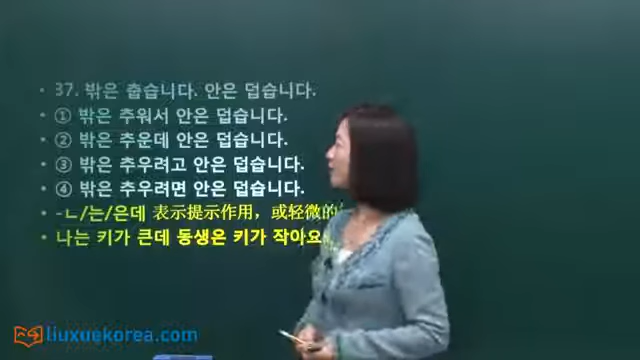 37. 밖은 춥습니다. 안은 덥습니다.
① 밖은 추워서 안은 덥습니다.
② 밖은 추운데 안은 덥습니다.
③ 밖은 추우려고 안은 덥습니다.
④ 밖은 추우려면 안은 덥습니다.
-ㄴ/는/은데 表示提示作用，或轻微的
나는 키가 큰데 동생은 키가 작아요
liuxuekorea.com